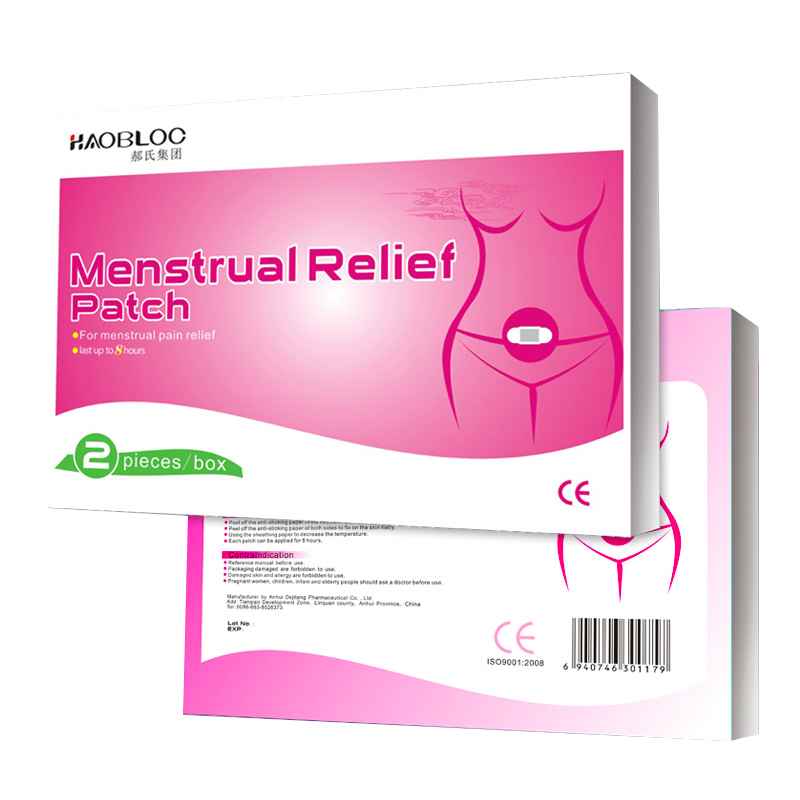 HAOBLOC
郝氏集团
Menstrual Relief
Patch
For menstrual pain relief
last up to 8 hours
2 pieces/box
CE
Peel off the anti-sticking paper of both sides to fix on the skin flatly.
Using the sheathing paper to decrease the temperature.
Each patch can be applied for 8 hours.
Contraindication
Reference manual before use.
Packaging damaged are forbidden to use.
Damaged skin and allergy are forbidden to use.
Pregnant women, children, infant and elderly people should ask a doctor before use.
Manufacturer by Anhui Dejitang Pharmaceutical Co., Ltd
Add: Tianqiao Development Zone, Linquan county, Anhui Province, China
Lot No :
EXP.
CE
ISO9001:2008
6 940746 301179